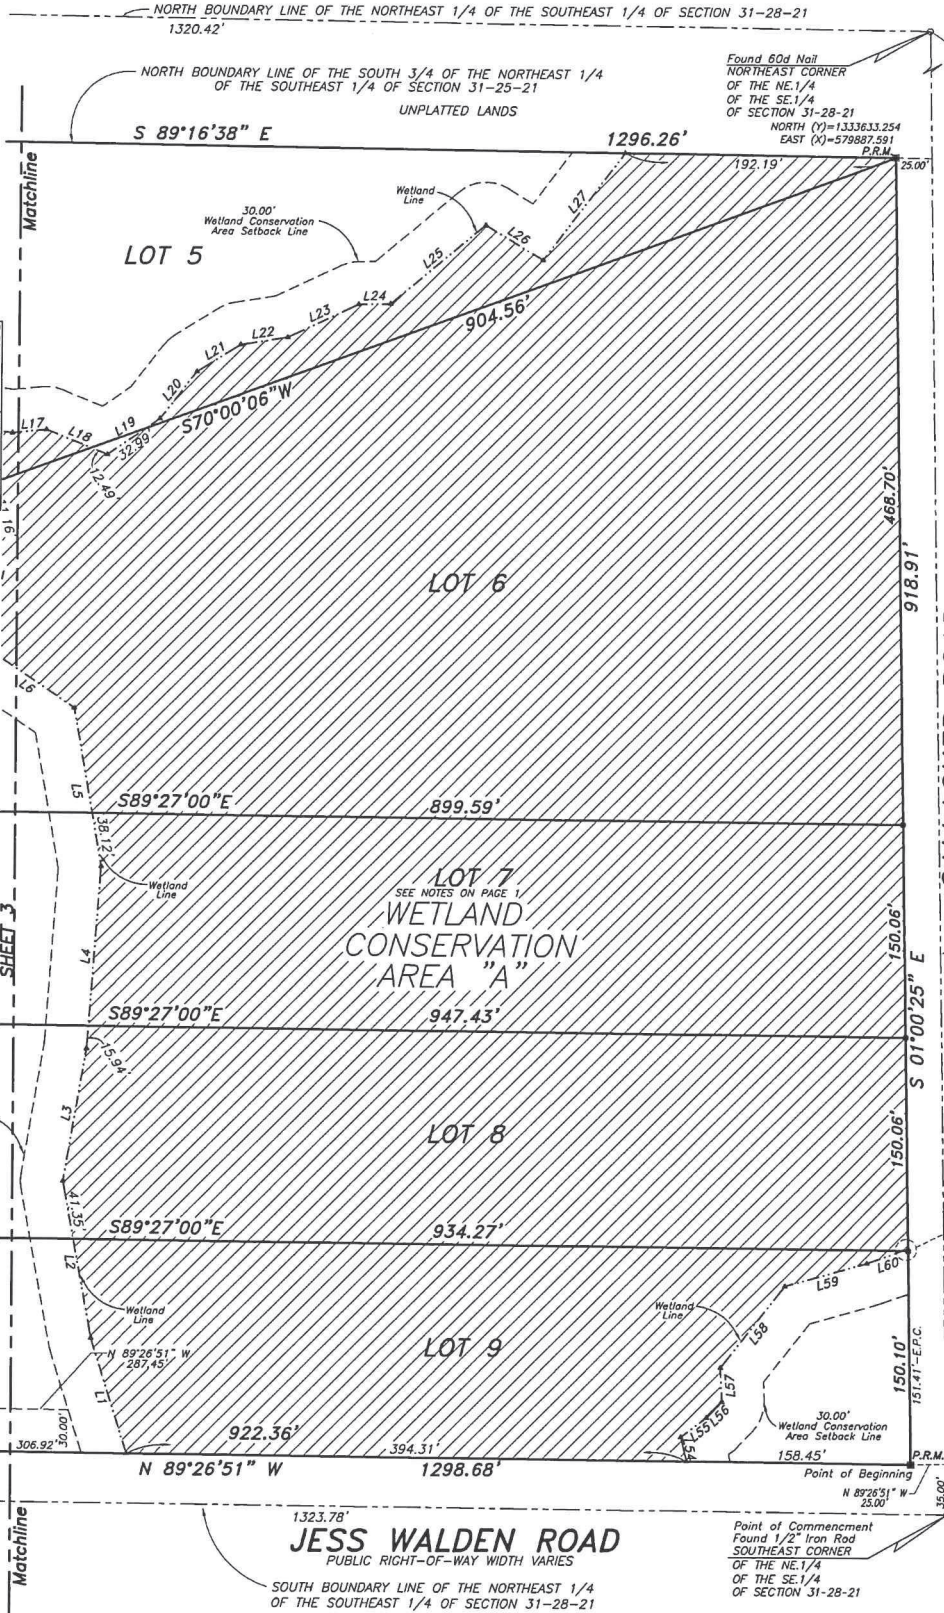 NORTH BOUNDARY LINE OF THE NORTHEAST 1/4 OF THE SOUTHEAST 1/4 OF SECTION 31-28-21
1320.42'
NORTH BOUNDARY LINE OF THE SOUTH 3/4 OF THE NORTHEAST 1/4
OF THE SOUTHEAST 1/4 OF SECTION 31-25-21
UNPLATTED LANDS
Found 60d Nail
NORTHEAST CORNER
OF THE NE.1/4
OF THE SE.1/4
OF SECTION 31-28-21
NORTH (Y)=1333633.254
EAST (X)=579887.591
P.R.M.
25.00'
S 89°16'38" E
1296.26'
192.19'
Matchline
Wetland
Line
30.00'
Wetland Conservation
Area Setback Line
LOT 5
L27
L26
L25
L24
L23
L22
L21
L20
L19
L18
L17
904.56'
S70°00'06"W
32.99'
12.49'
16
468.70'
918.91'
LOT 6
L6
L5
S89°27'00"E
899.59'
38.12'
Wetland
Line
LOT 7
SEE NOTES ON PAGE 1
WETLAND
CONSERVATION
AREA "A"
150.06'
SHEET 3
L4
S89°27'00"E
947.43'
S 01°00'25" E
15.94'
L3
LOT 8
150.06'
41.35'
S89°27'00"E
934.27'
L2
L60
L59
Wetland
Line
Wetland
Line
L58
LOT 9
N 89°26'51" W
287.45'
L57
L1
L56
L55
L54
150.10'
151.41'-E.P.C.
30.00'
Wetland Conservation
Area Setback Line
306.92'
30.00'
922.36'
394.31'
158.45'
P.R.M.
N 89°26'51" W
1298.68'
Point of Beginning
N 89°26'51" W
25.00'
35.00'
1323.78'
JESS WALDEN ROAD
PUBLIC RIGHT-OF-WAY WIDTH VARIES
Matchline
SOUTH BOUNDARY LINE OF THE NORTHEAST 1/4
OF THE SOUTHEAST 1/4 OF SECTION 31-28-21
Point of Commencement
Found 1/2" Iron Rod
SOUTHEAST CORNER
OF THE NE.1/4
OF THE SE.1/4
OF SECTION 31-28-21